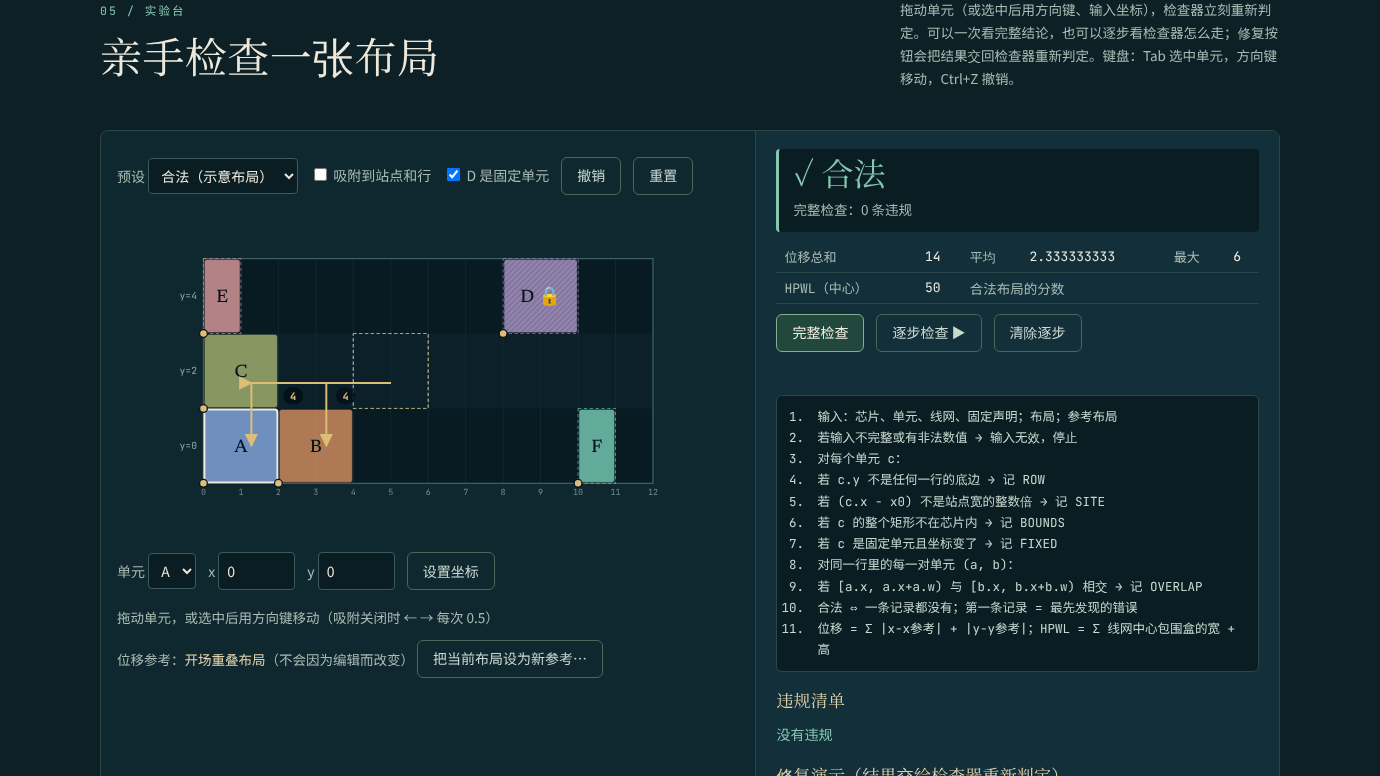 05 / 实验台
亲手检查一张布局
拖动单元（或选中后用方向键、输入坐标），检查器立刻重新判
定。可以一次看完整结论，也可以逐步看检查器怎么走；修复按
钮会把结果交回检查器重新判定。键盘：Tab 选中单元，方向键
移动，Ctrl+Z 撤销。
预设 合法（示意布局） 吸附到站点和行 D 是固定单元 撤销 重置
E D 🔒
y=4
C
y=2
4 4
A B F
y=0
0 1 2 3 4 5 6 7 8 9 10 11 12
单元 A x 0 y 0 设置坐标
拖动单元，或选中后用方向键移动（吸附关闭时 ← → 每次 0.5）
位移参考：开场重叠布局（不会因为编辑而改变） 把当前布局设为新参考…
✓ 合法
完整检查：0 条违规
位移总和 14 平均 2.333333333 最大 6
HPWL（中心） 50 合法布局的分数
完整检查 逐步检查 ▶ 清除逐步
1. 输入：芯片、单元、线网、固定声明；布局；参考布局
2. 若输入不完整或有非法数值 → 输入无效，停止
3. 对每个单元 c：
4. 若 c.y 不是任何一行的底边 → 记 ROW
5. 若 (c.x - x0) 不是站点宽的整数倍 → 记 SITE
6. 若 c 的整个矩形不在芯片内 → 记 BOUNDS
7. 若 c 是固定单元且坐标变了 → 记 FIXED
8. 对同一行里的每一对单元 (a, b)：
9. 若 [a.x, a.x+a.w) 与 [b.x, b.x+b.w) 相交 → 记 OVERLAP
10. 合法 ⇔ 一条记录都没有；第一条记录 = 最先发现的错误
11. 位移 = Σ |x-x参考| + |y-y参考|；HPWL = Σ 线网中心包围盒的宽 +
高
违规清单
没有违规
修复演示（结果交给检查器重新判定）